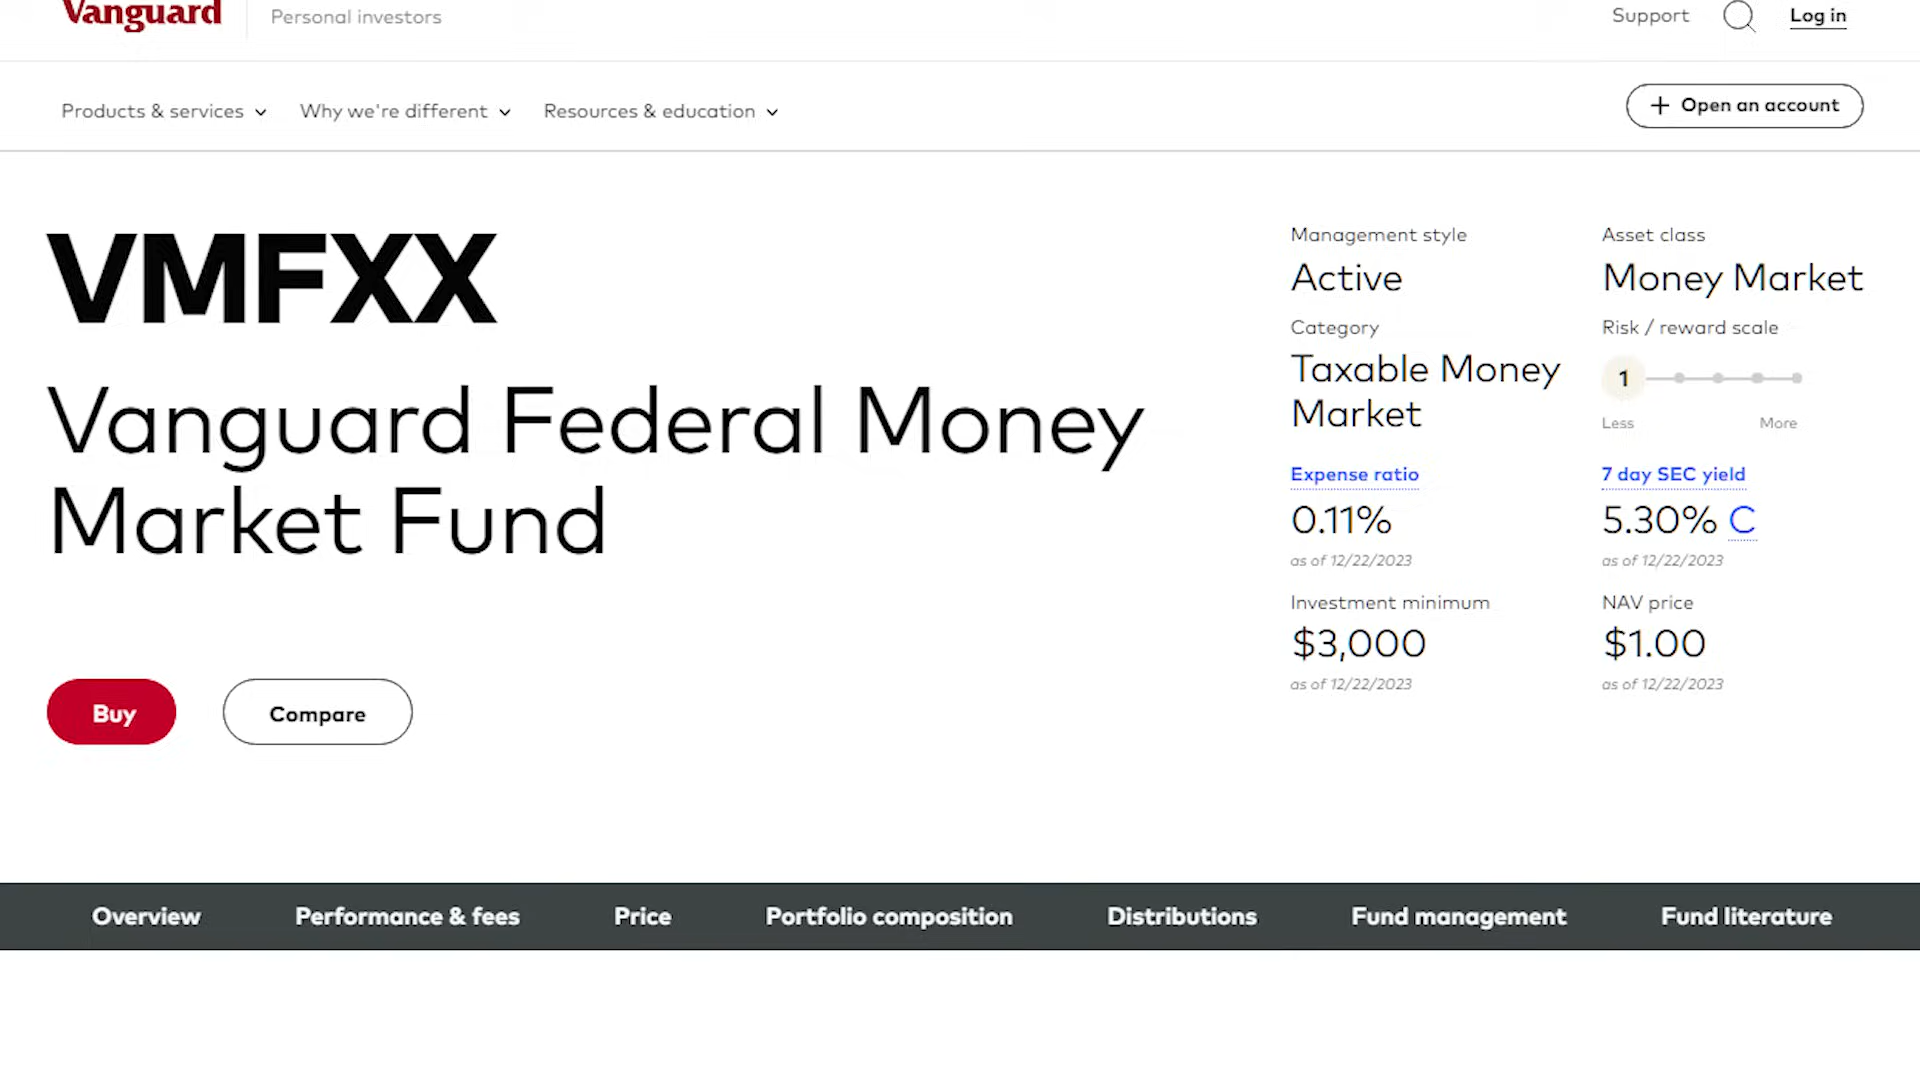 Vanguard
Personal investors
Support
Log in
Products & services
Why we're different
Resources & education
+ Open an account
VMFXX
Vanguard Federal Money
Market Fund
Buy
Compare
Management style
Active
Asset class
Money Market
Category
Taxable Money
Market
Risk / reward scale
1
Less
More
Expense ratio
0.11%
as of 12/22/2023
7 day SEC yield
5.30% C
as of 12/22/2023
Investment minimum
$3,000
as of 12/22/2023
NAV price
$1.00
as of 12/22/2023
Overview
Performance & fees
Price
Portfolio composition
Distributions
Fund management
Fund literature